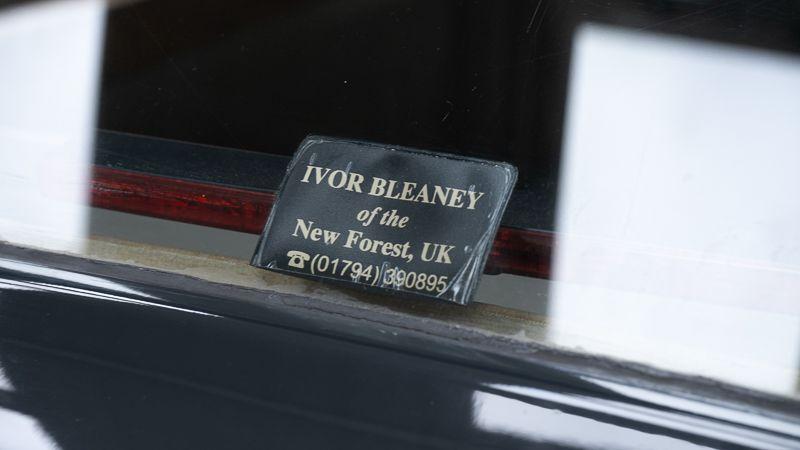 IVOR BLEANEY
of the
New Forest, UK
☎(01794) 390895